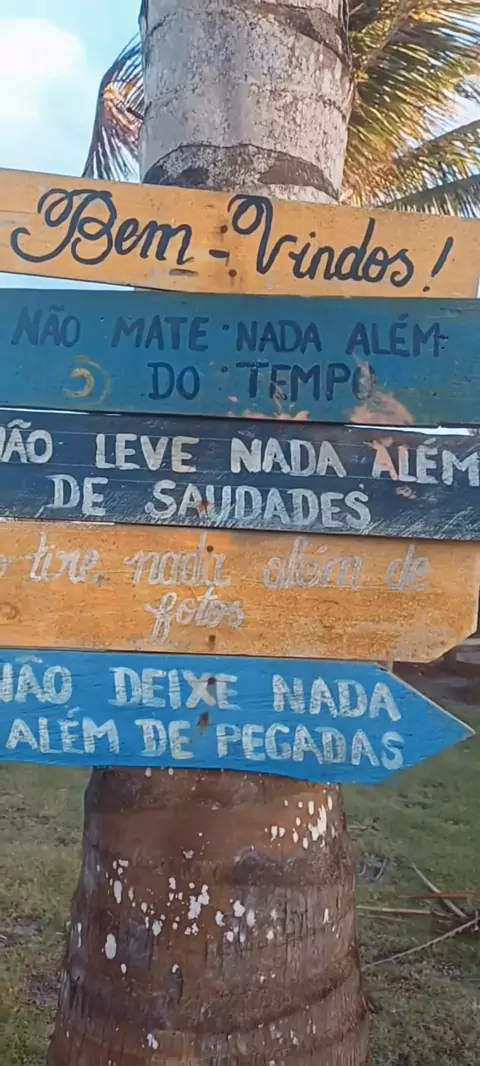 Bem-Vindos!
NÃO MATE NADA ALÉM
DO TEMPO
NÃO LEVE NADA ALÉM
DE SAUDADES
tire nada além de
fotos
NÃO DEIXE NADA
ALÉM DE PEGADAS